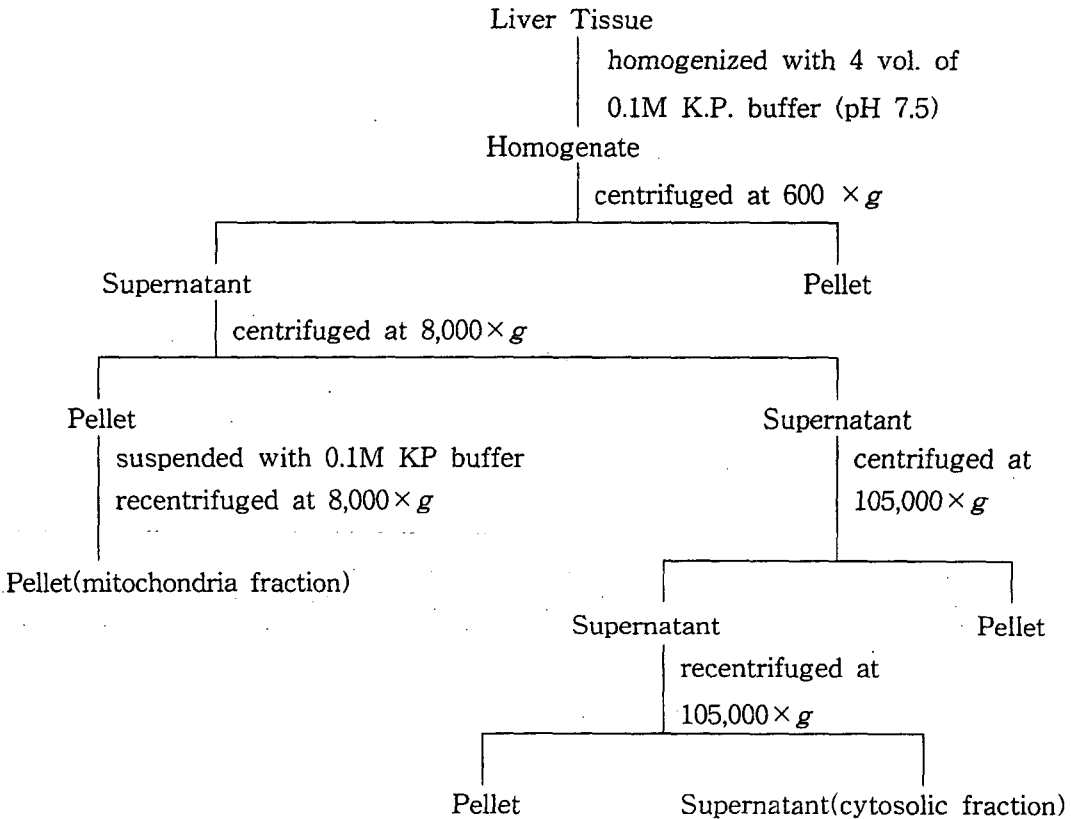 Liver Tissue
homogenized with 4 vol. of
0.1M K.P. buffer (pH 7.5)
Homogenate
centrifuged at 600 × g
Supernatant
Pellet
centrifuged at 8,000× g
Pellet
Supernatant
suspended with 0.1M KP buffer
recentrifuged at 8,000× g
centrifuged at
105,000× g
Pellet(mitochondria fraction)
Supernatant
Pellet
recentrifuged at
105,000× g
Pellet
Supernatant(cytosolic fraction)